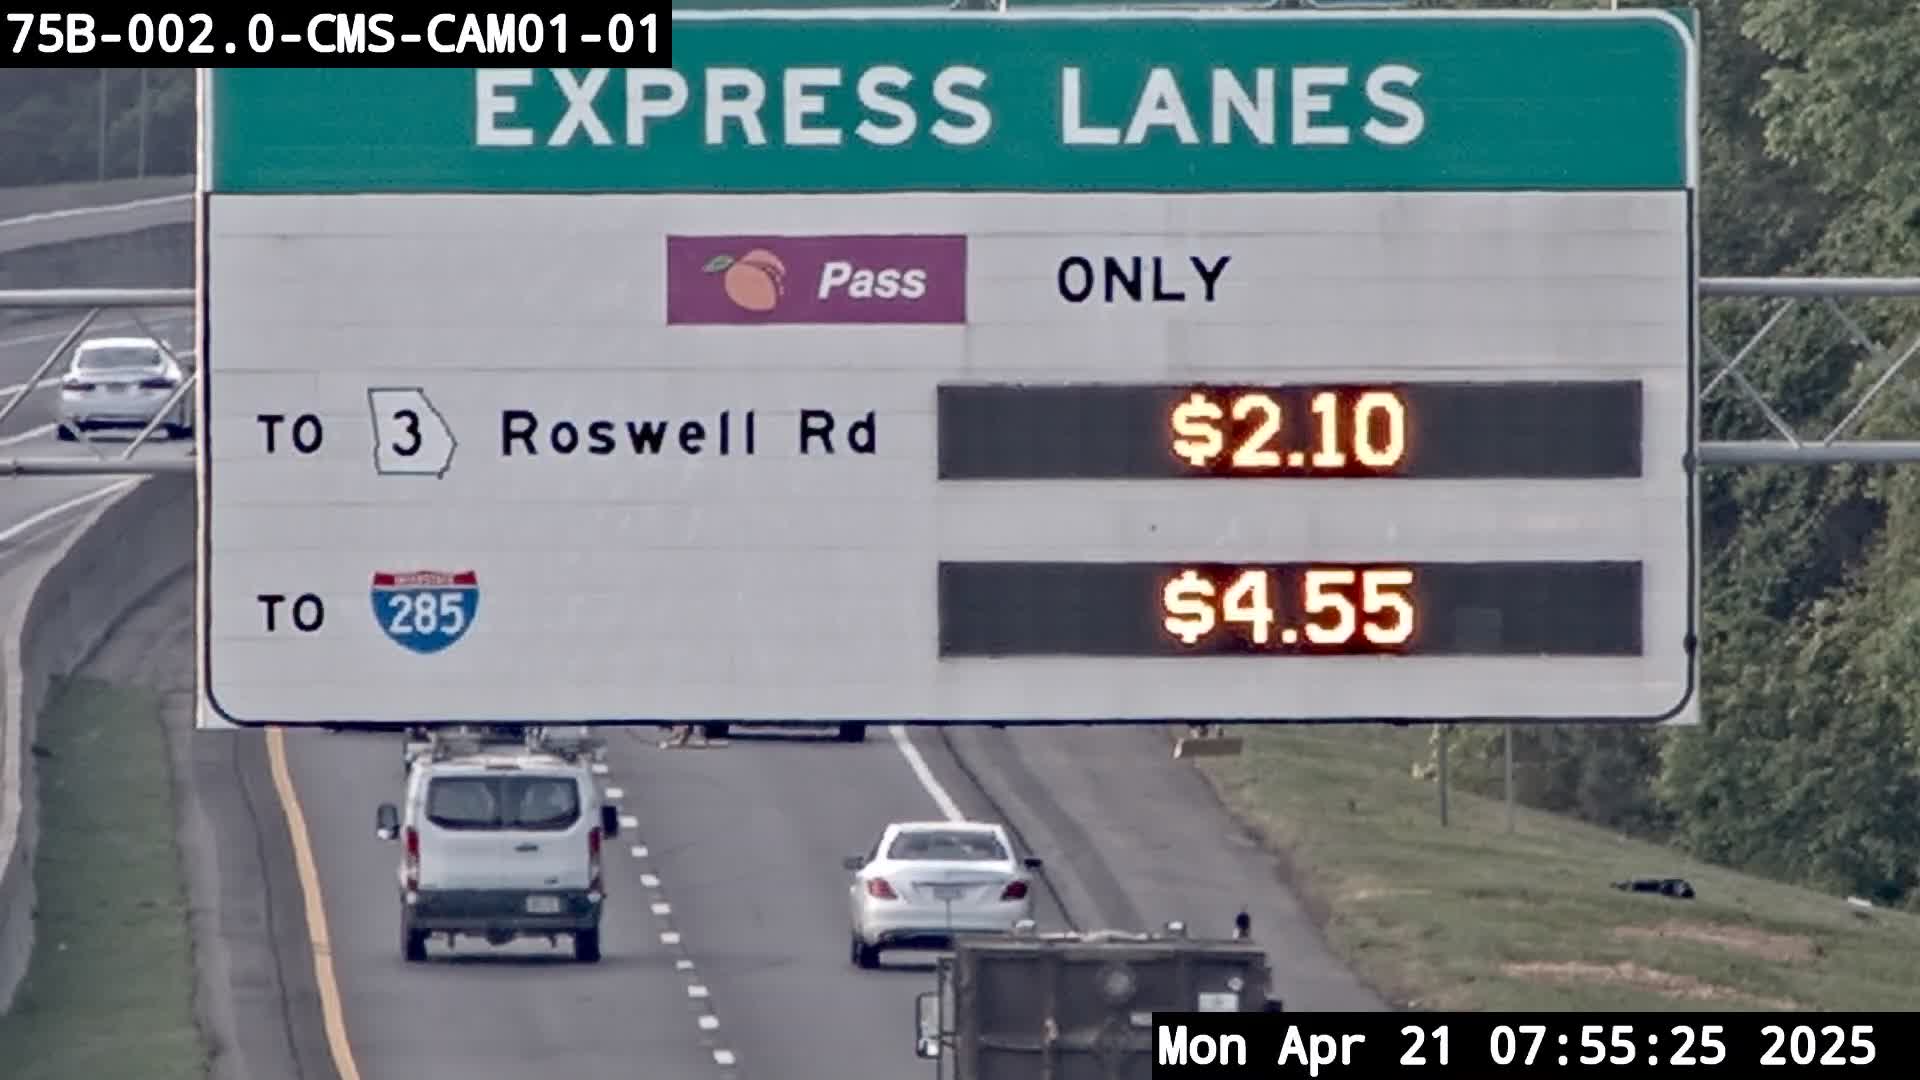 75B-002.0-CMS-CAM01-01
EXPRESS LANES
Pass ONLY
TO 3 Roswell Rd $2.10
INTERSTATE
TO 285 $4.55
Mon Apr 21 07:55:25 2025